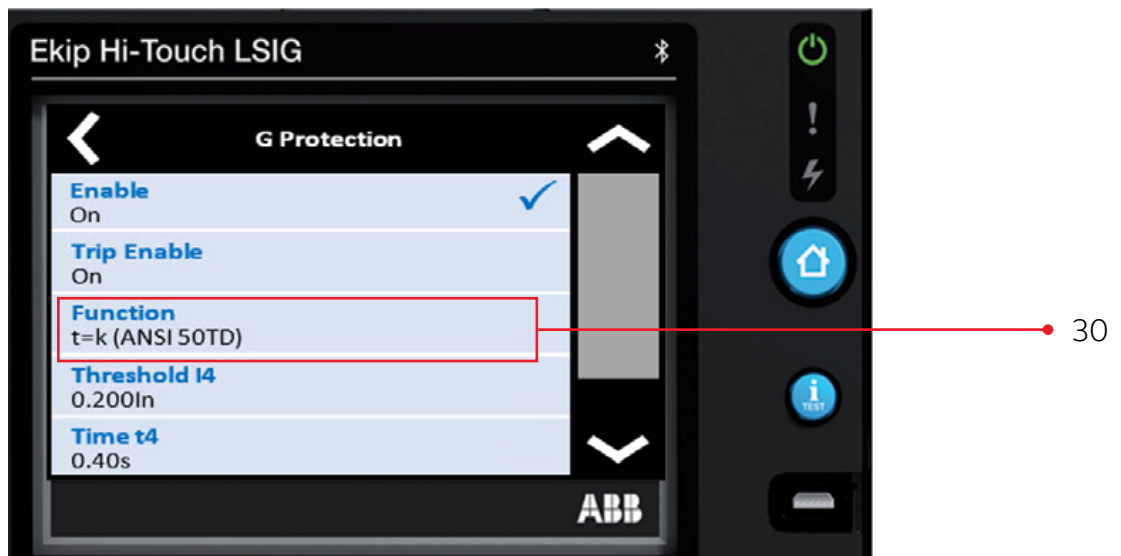 Ekip Hi-Touch LSIG
G Protection
Enable
On
Trip Enable
On
Function
t=k (ANSI 50TD)
30
Threshold I4
0.200In
Time t4
0.40s
i
TEST
ABB